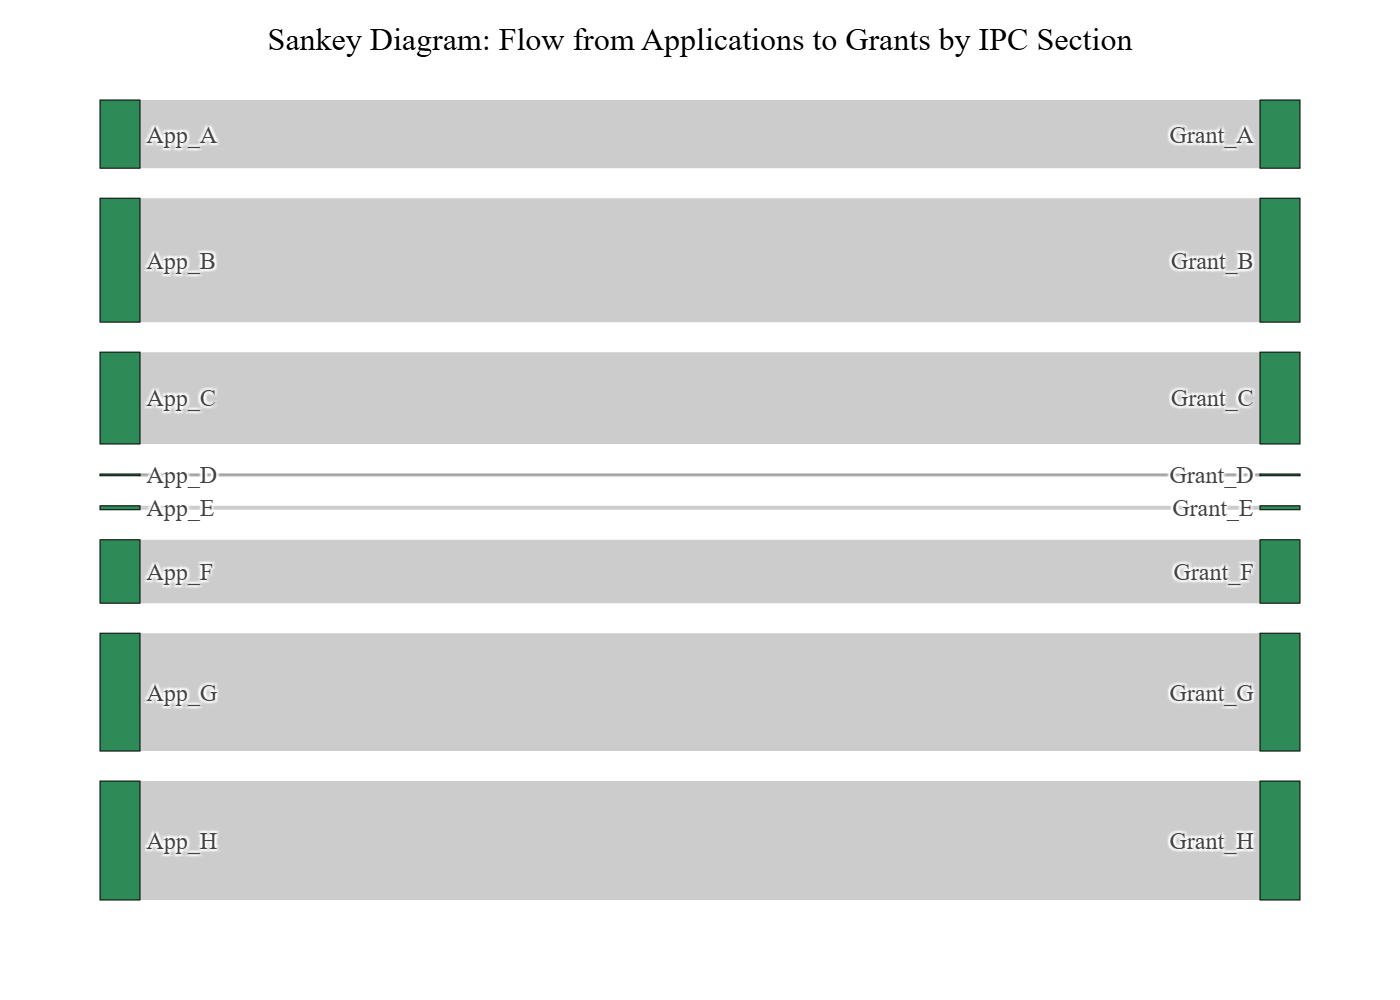 Sankey Diagram: Flow from Applications to Grants by IPC Section
App_A Grant_A
App_B Grant_B
App_C Grant_C
App_D Grant_D
App_E Grant_E
App_F Grant_F
App_G Grant_G
App_H Grant_H